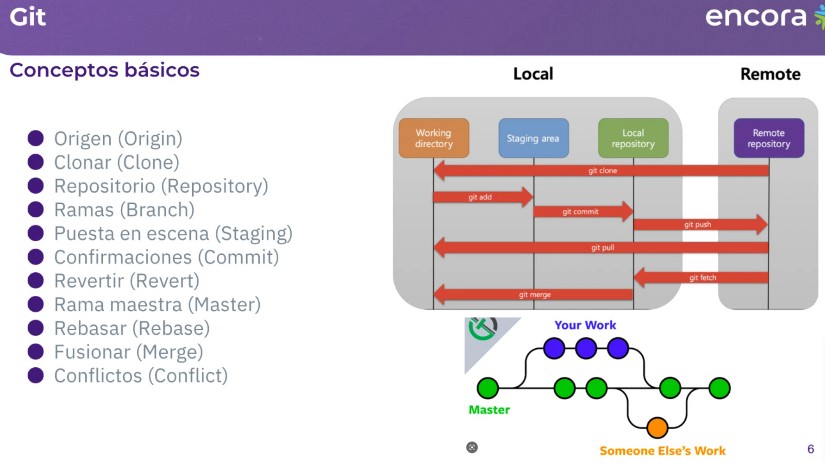 Git
encora
Conceptos básicos
Origen (Origin)
Clonar (Clone)
Repositorio (Repository)
Ramas (Branch)
Puesta en escena (Staging)
Confirmaciones (Commit)
Revertir (Revert)
Rama maestra (Master)
Rebasar (Rebase)
Fusionar (Merge)
Conflictos (Conflict)
Local
Remote
Working
directory
Staging area
Local
repository
Remote
repository
git clone
git add
git commit
git push
git pull
git fetch
git merge
Your Work
Master
Someone Else's Work
6